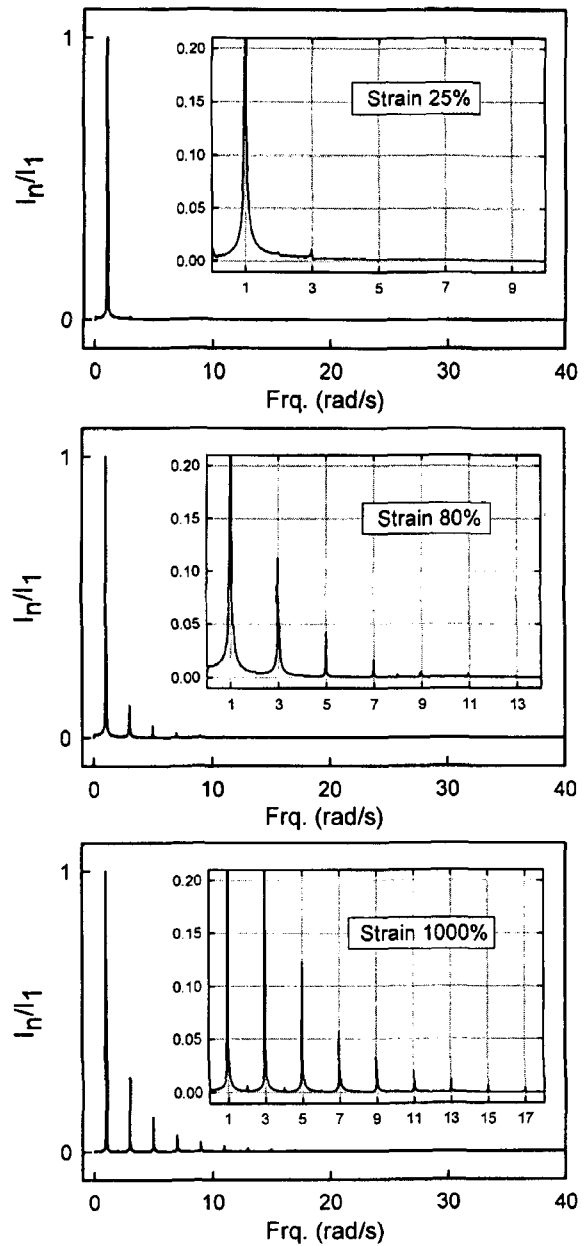 1
0.20
Strain 25%
0.15
0.10
0.05
0.00
1 3 5 7 9
Iₙ/I₁
0
0 10 20 30 40
Frq. (rad/s)
1
0.20
0.15
Strain 80%
0.10
0.05
0.00
1 3 5 7 9 11 13
Iₙ/I₁
0
0 10 20 30 40
Frq. (rad/s)
1
0.20
0.15
Strain 1000%
0.10
0.05
0.00
1 3 5 7 9 11 13 15 17
Iₙ/I₁
0
0 10 20 30 40
Frq. (rad/s)